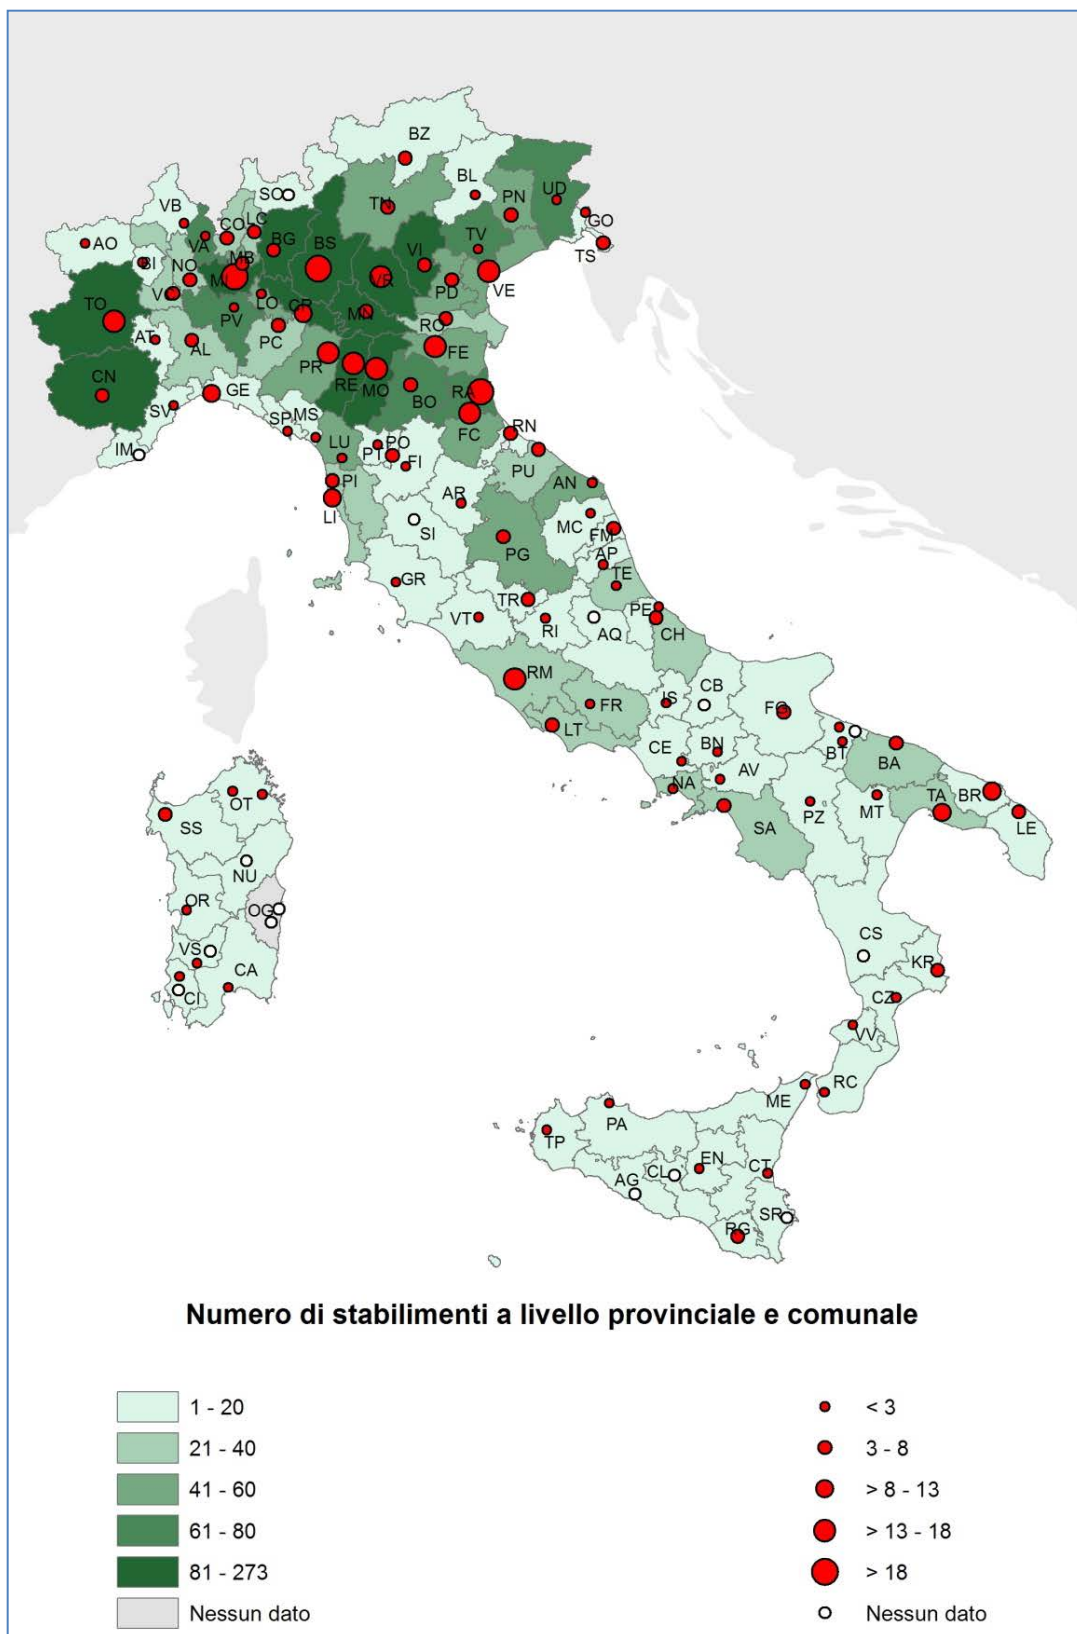 BZ
BL
PN
UD
SO
TN
GO
VB
CO
LC
TV
TS
AO
VA
BG
BS
VI
BI
NO
MB
MI
VR
PD
VE
VC
LO
CR
MN
TO
PV
RO
AT
AL
PC
PR
FE
CN
RE
MO
BO
RA
GE
SV
SP
MS
FC
RN
IM
LU
PT
PO
FI
PU
PI
AR
AN
LI
SI
MC
FM
PG
AP
GR
TE
TR
PE
VT
RI
AQ
CH
RM
CB
FR
IS
FG
LT
CE
BN
BT
BA
AV
NA
OT
SS
SA
PZ
MT
TA
BR
LE
NU
OR
OG
CS
VS
CA
KR
CI
CZ
VV
ME
RC
PA
TP
EN
CL
CT
AG
SR
RG
Numero di stabilimenti a livello provinciale e comunale
1 - 20
< 3
21 - 40
3 - 8
41 - 60
> 8 - 13
61 - 80
> 13 - 18
81 - 273
> 18
Nessun dato
Nessun dato